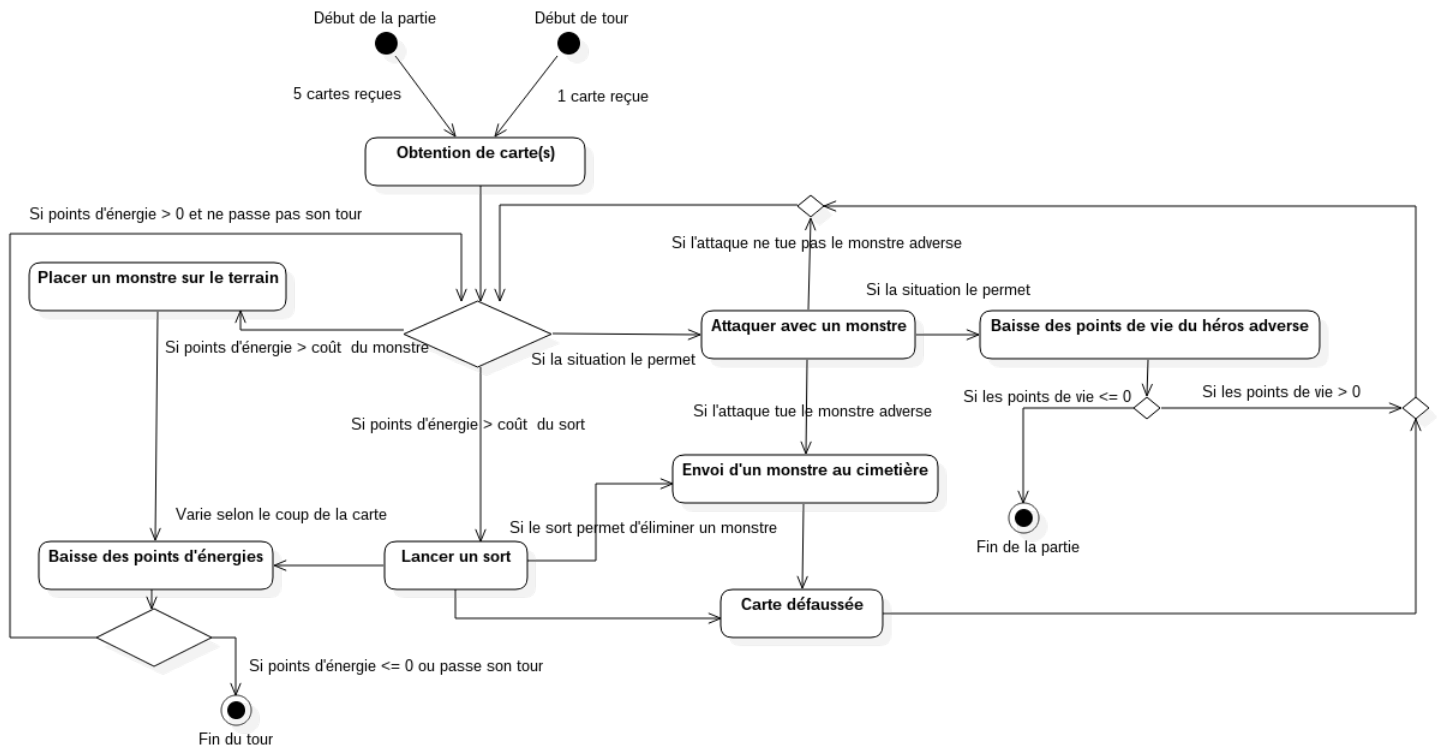 Début de la partie
Début de tour
5 cartes reçues
1 carte reçue
Obtention de carte(s)
Si points d'énergie > 0 et ne passe pas son tour
Si l'attaque ne tue pas le monstre adverse
Placer un monstre sur le terrain
Si la situation le permet
Attaquer avec un monstre
Baisse des points de vie du héros adverse
Si points d'énergie > coût  du monstre
Si la situation le permet
Si les points de vie <= 0
Si les points de vie > 0
Si l'attaque tue le monstre adverse
Si points d'énergie > coût  du sort
Envoi d'un monstre au cimetière
Varie selon le coup de la carte
Si le sort permet d'éliminer un monstre
Fin de la partie
Baisse des points d'énergies
Lancer un sort
Carte défaussée
Si points d'énergie <= 0 ou passe son tour
Fin du tour